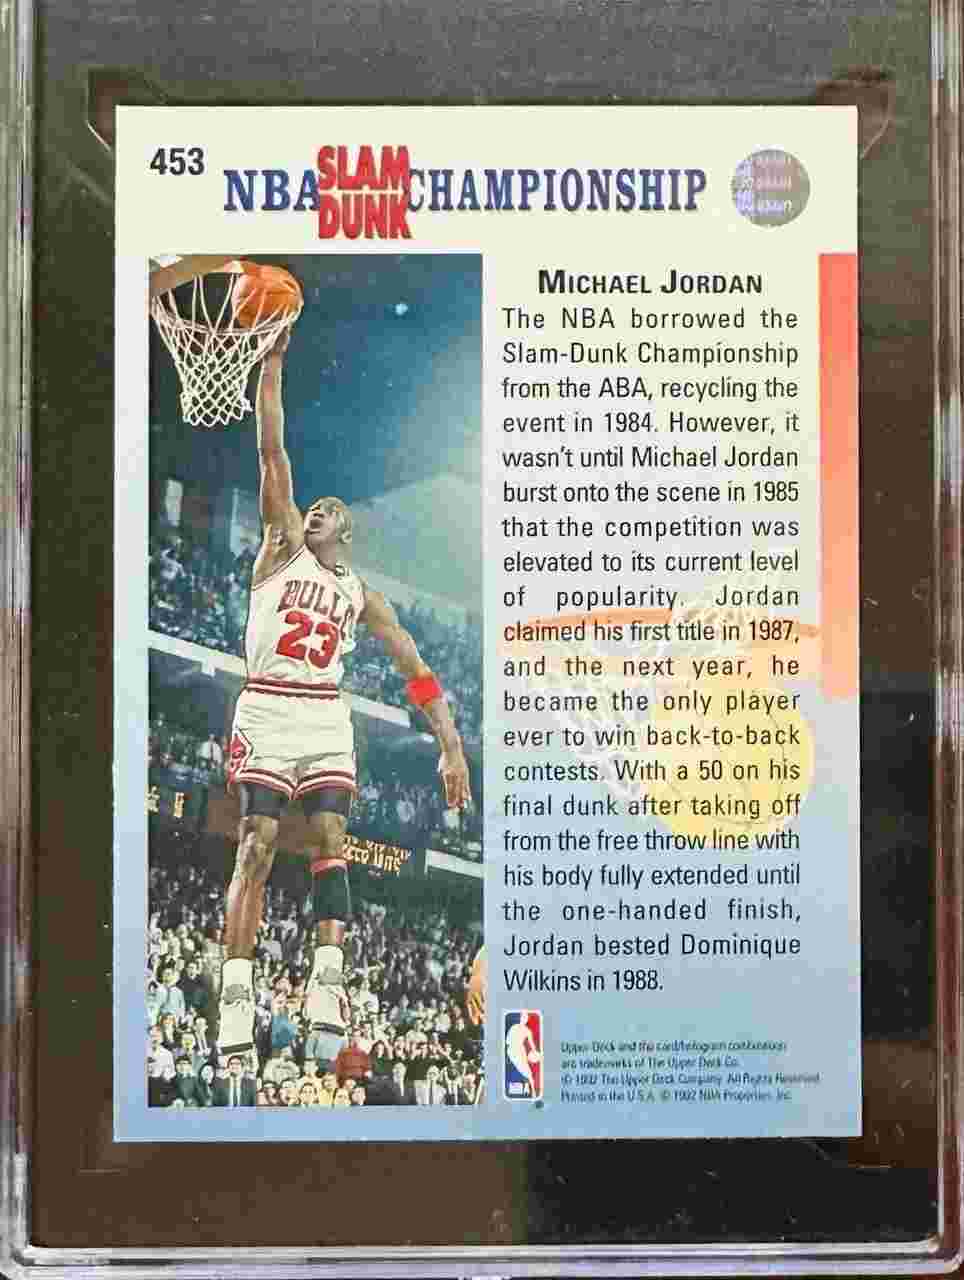 453
NBA SLAM DUNK CHAMPIONSHIP
MICHAEL JORDAN
The NBA borrowed the
Slam-Dunk Championship
from the ABA, recycling the
event in 1984. However, it
wasn't until Michael Jordan
burst onto the scene in 1985
that the competition was
elevated to its current level
of popularity. Jordan
claimed his first title in 1987,
and the next year, he
became the only player
ever to win back-to-back
contests. With a 50 on his
final dunk after taking off
from the free throw line with
his body fully extended until
the one-handed finish,
Jordan bested Dominique
Wilkins in 1988.
BULLS
23
NBA
Upper Deck and the card/hologram combination
are trademarks of The Upper Deck Co.
© 1992 The Upper Deck Company. All Rights Reserved.
Printed in the U.S.A. © 1992 NBA Properties, Inc.